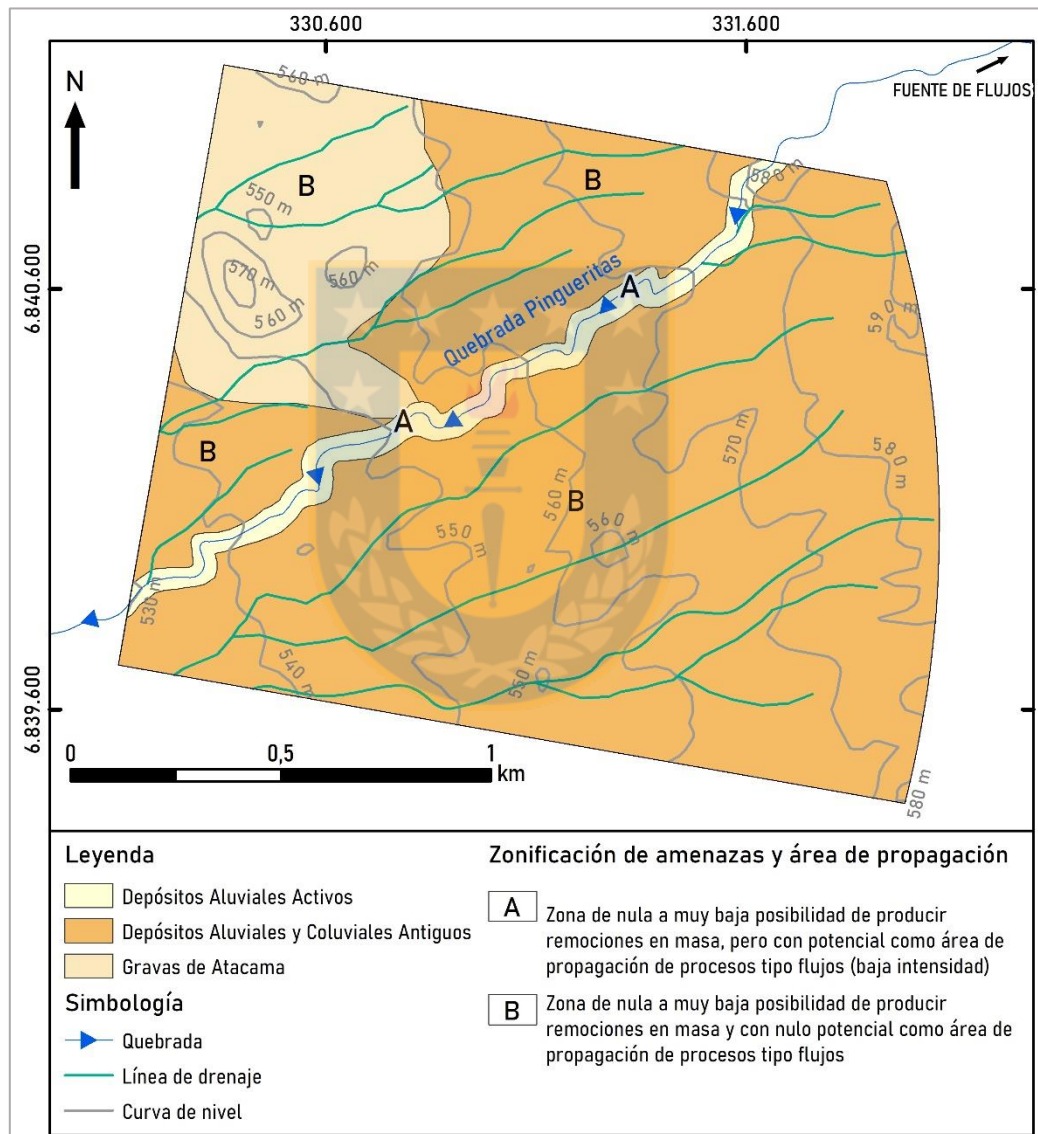 330.600
331.600
N
FUENTE DE FLUJOS
560 m
580 m
B
B
550 m
570 m
560 m
560 m
6.840.600
Quebrada Pingueritas
A
590 m
A
B
570 m
580 m
560 m
B
550 m
560 m
530 m
540 m
550 m
6.839.600
580 m
0
0,5
1
km
Leyenda
Depósitos Aluviales Activos
Depósitos Aluviales y Coluviales Antiguos
Gravas de Atacama
Simbología
Quebrada
Línea de drenaje
Curva de nivel
Zonificación de amenazas y área de propagación
A
Zona de nula a muy baja posibilidad de producir
remociones en masa, pero con potencial como área de
propagación de procesos tipo flujos (baja intensidad)
B
Zona de nula a muy baja posibilidad de producir
remociones en masa y con nulo potencial como área de
propagación de procesos tipo flujos